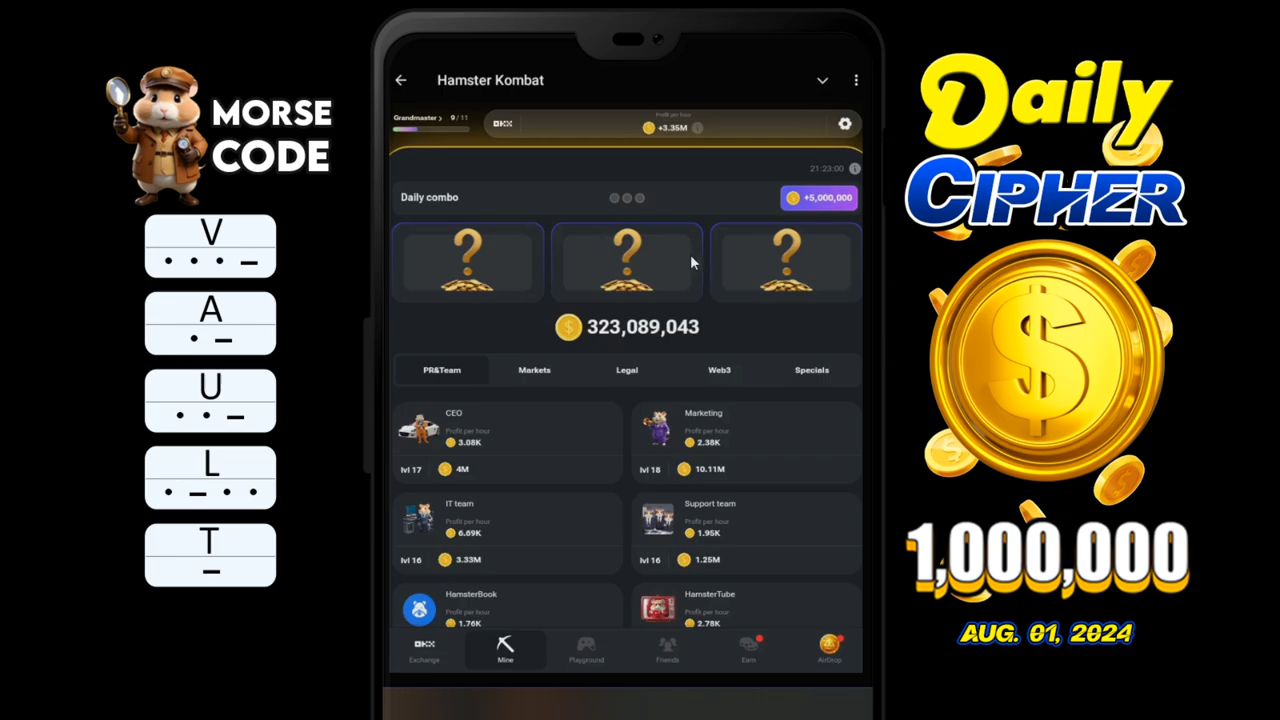 MORSE
CODE
V
• • • –
A
• –
U
• • –
L
• – • •
T
–
Hamster Kombat
Grandmaster > 9/11
OKX
Profit per hour
+3.35M
21:23:00
Daily combo
+5,000,000
? ? ?
323,089,043
PR&Team Markets Legal Web3 Specials
CEO
Profit per hour
3.08K
lvl 17 4M
Marketing
Profit per hour
2.38K
lvl 18 10.11M
IT team
Profit per hour
6.69K
lvl 16 3.33M
Support team
Profit per hour
1.95K
lvl 16 1.25M
HamsterBook
Profit per hour
1.76K
HamsterTube
Profit per hour
2.78K
OKX
Exchange Mine Playground Friends Earn AirDrop
Daily
CIPHER
$
1,000,000
AUG. 01, 2024